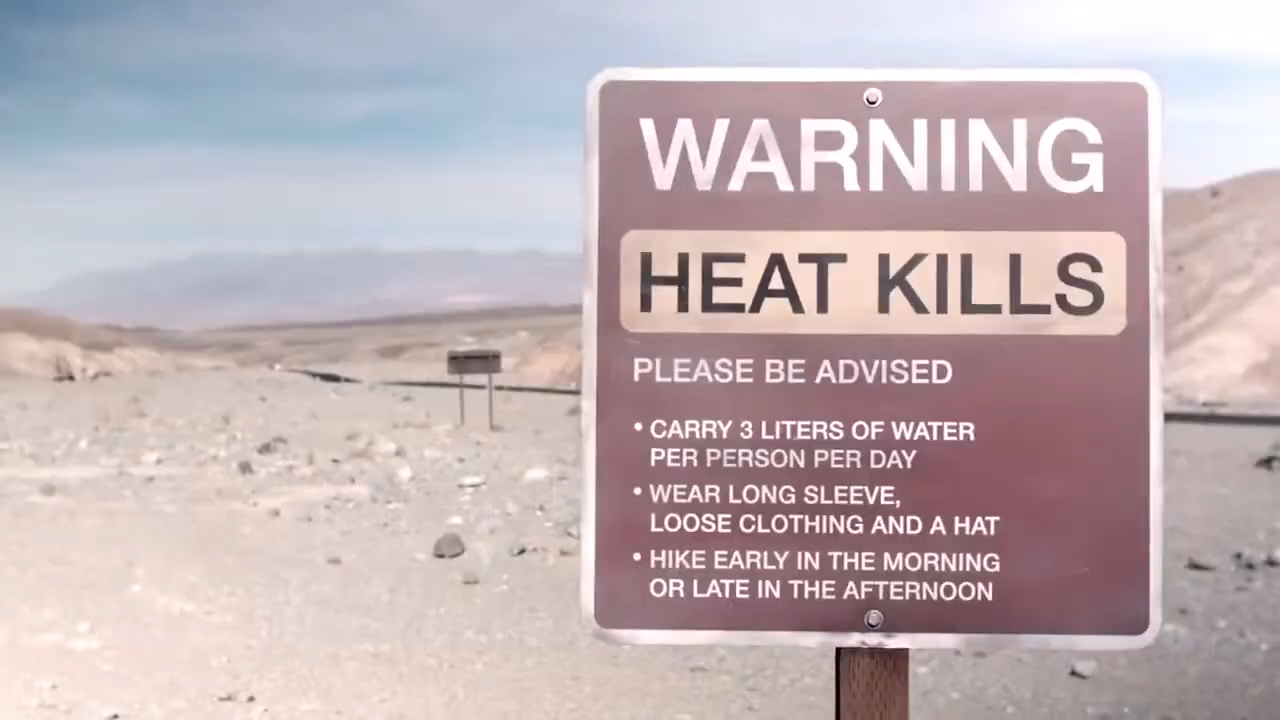 WARNING
HEAT KILLS
PLEASE BE ADVISED
• CARRY 3 LITERS OF WATER
PER PERSON PER DAY
• WEAR LONG SLEEVE,
LOOSE CLOTHING AND A HAT
• HIKE EARLY IN THE MORNING
OR LATE IN THE AFTERNOON